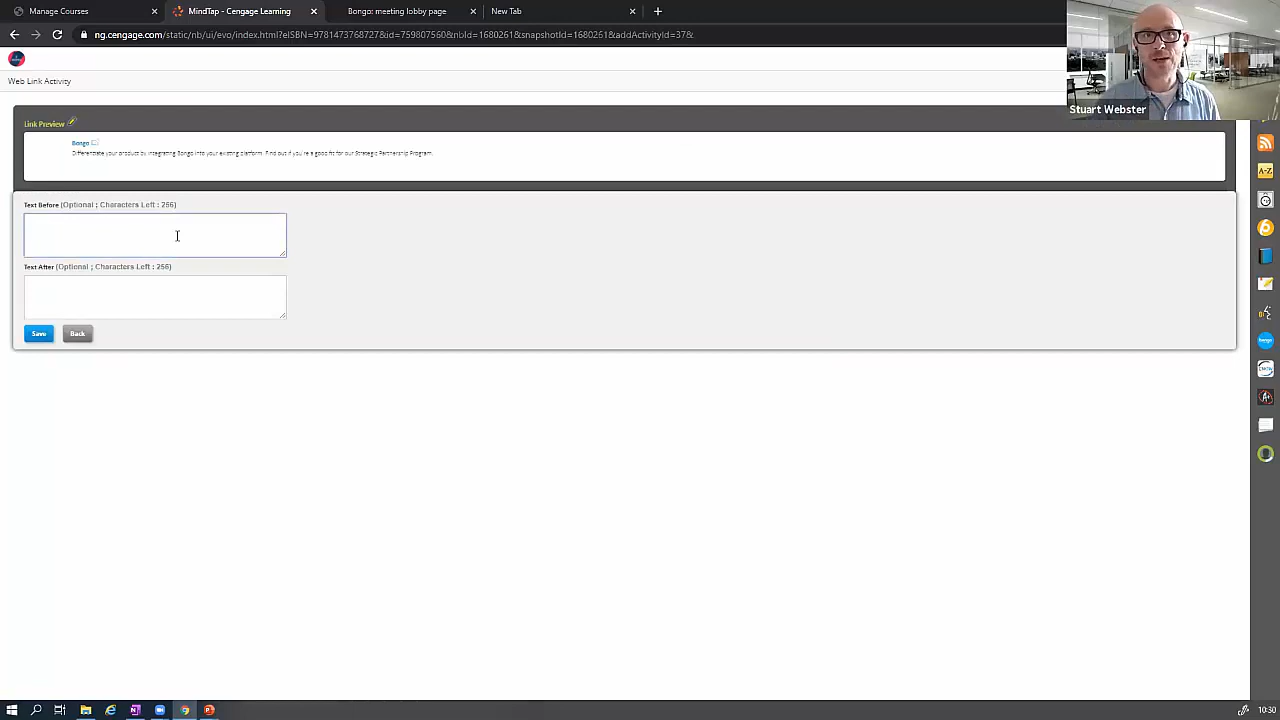 Manage Courses
MindTap - Cengage Learning
Bongo: meeting lobby page
New Tab
ng.cengage.com/static/nb/ui/evo/index.html?eISBN=9781473768727&id=759807560&nbId=1680261&snapshotId=1680261&addActivityId=37&
Web Link Activity
Stuart Webster
Link Preview
Bongo
Differentiate your product by integrating Bongo into your existing platform. Find out if you're a good fit for our Strategic Partnership Program.
Text Before (Optional ; Characters Left : 256)
Text After (Optional ; Characters Left : 256)
Save
Back
A-Z
bongo
CNOW
A+
10:30